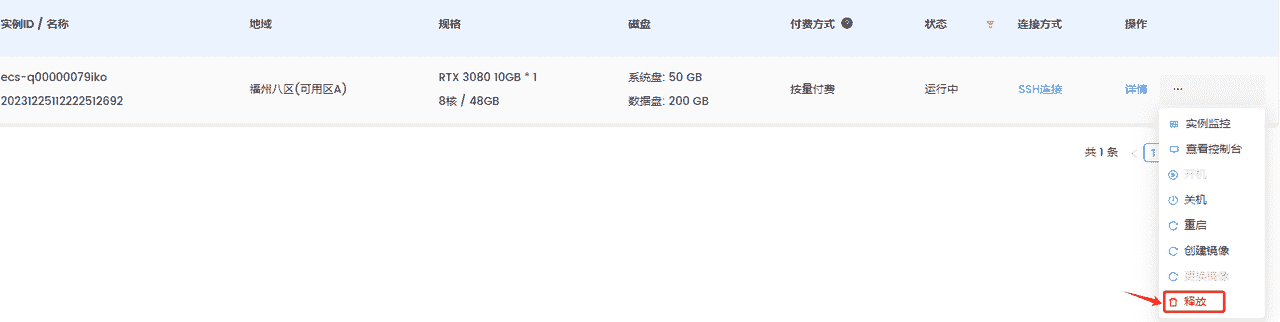 实例ID / 名称 地域 规格 磁盘 付费方式 ? 状态 连接方式 操作
ecs-q00000079iko RTX 3080 10GB * 1 系统盘: 50 GB
福州八区(可用区A) 按量付费 运行中 SSH连接 详情 ...
20231225112222512692 8核 / 48GB 数据盘: 200 GB
实例监控
共 1 条 < 1
查看控制台
开机
关机
重启
创建镜像
更换镜像
释放